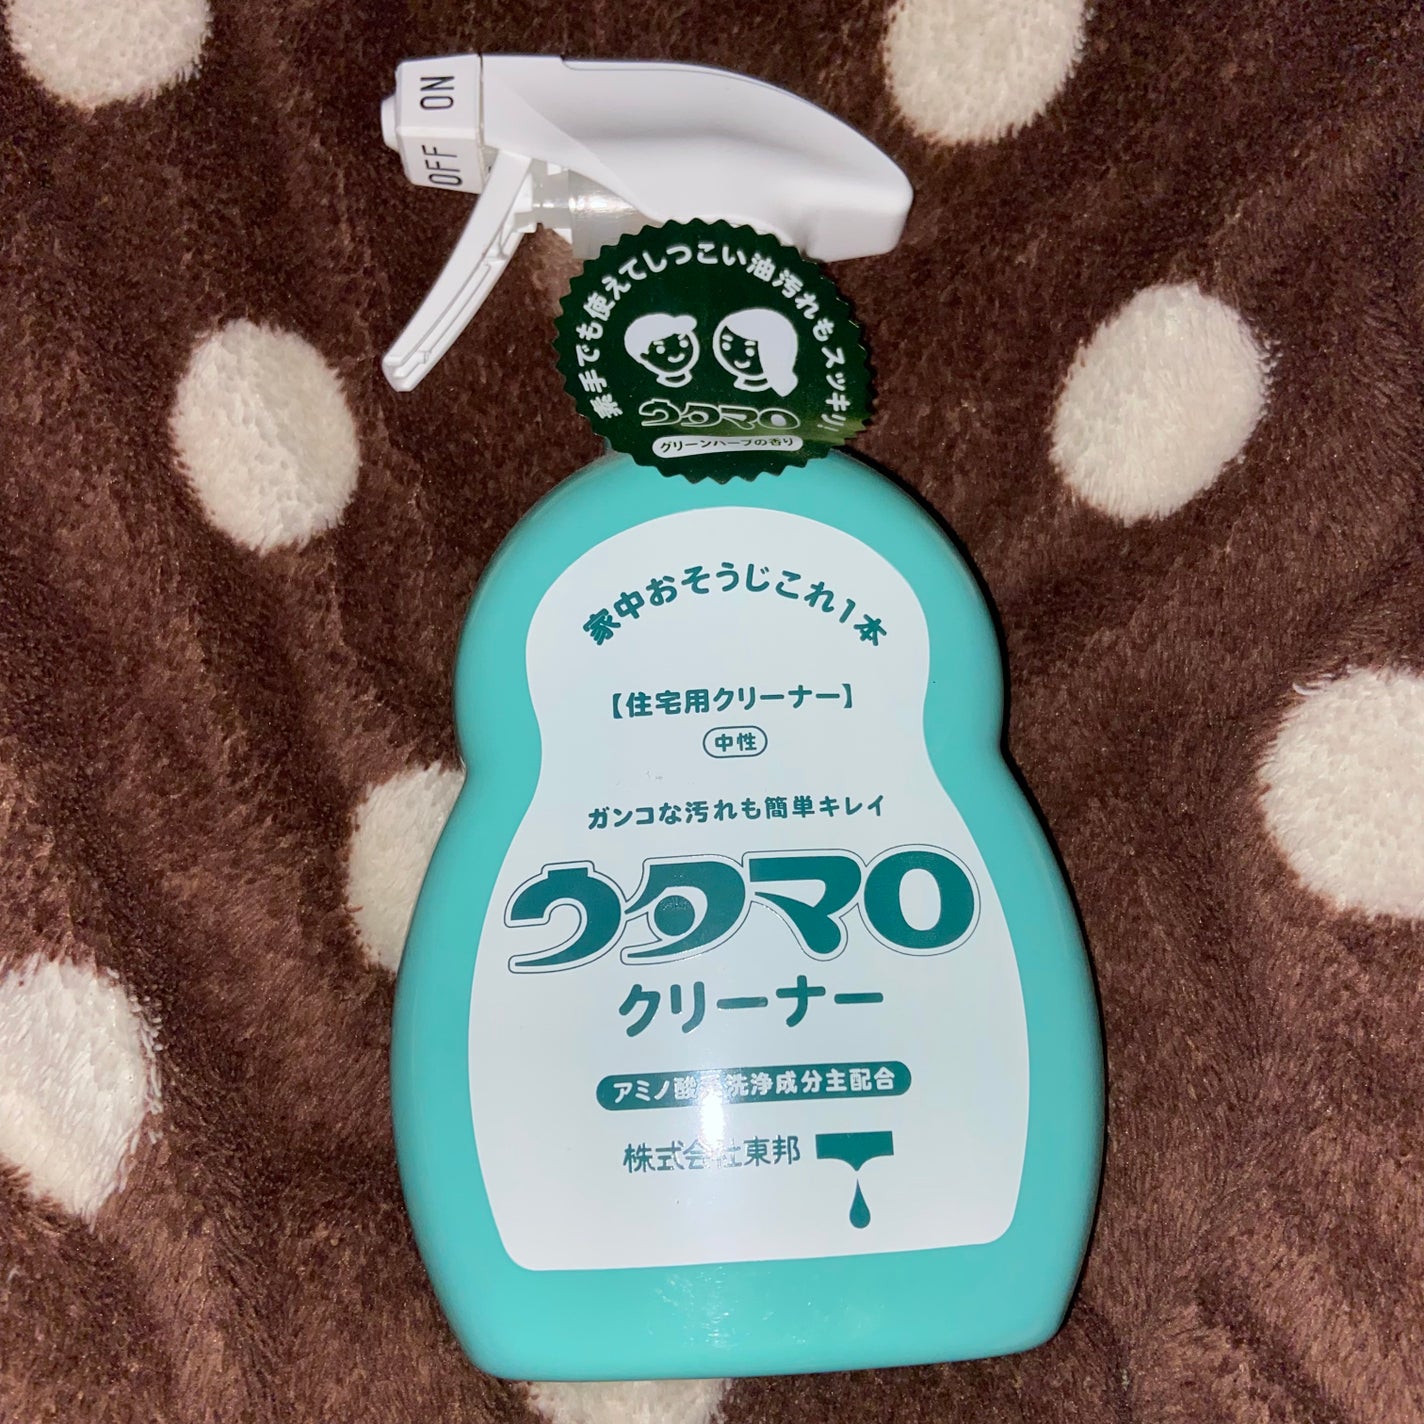 ON
OFF
素手でも使えてしつこい油汚れもスッキリ!
ウタマロ
グリーンハーブの香り
家中おそうじこれ1本
【住宅用クリーナー】
中性
ガンコな汚れも簡単キレイ
ウタマロ
クリーナー
アミノ酸系洗浄成分主配合
株式会社東邦